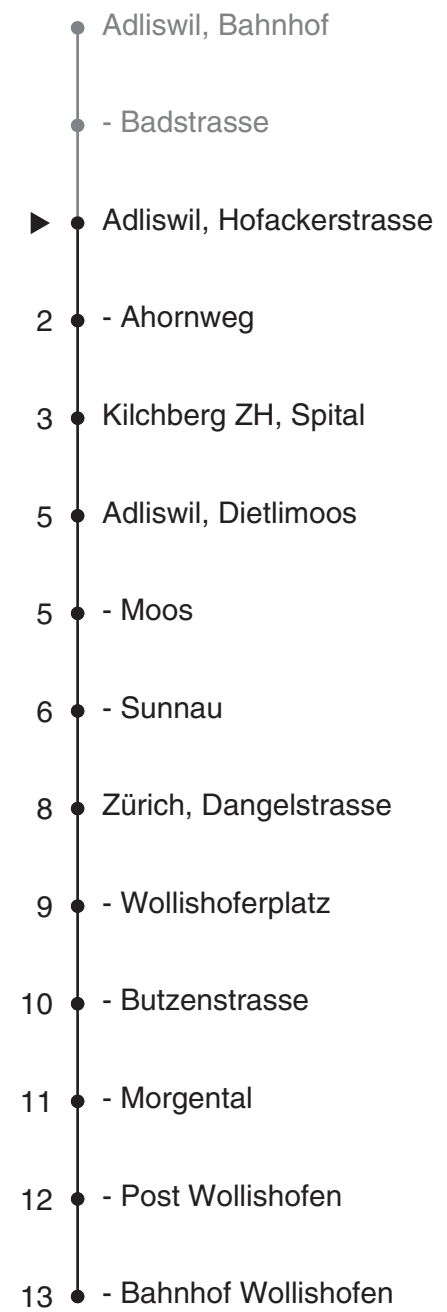 Adliswil, Bahnhof
- Badstrasse
Adliswil, Hofackerstrasse
2 - Ahornweg
3 Kilchberg ZH, Spital
5 Adliswil, Dietlimoos
5 - Moos
6 - Sunnau
8 Zürich, Dangelstrasse
9 - Wollishoferplatz
10 - Butzenstrasse
11 - Morgental
12 - Post Wollishofen
13 - Bahnhof Wollishofen